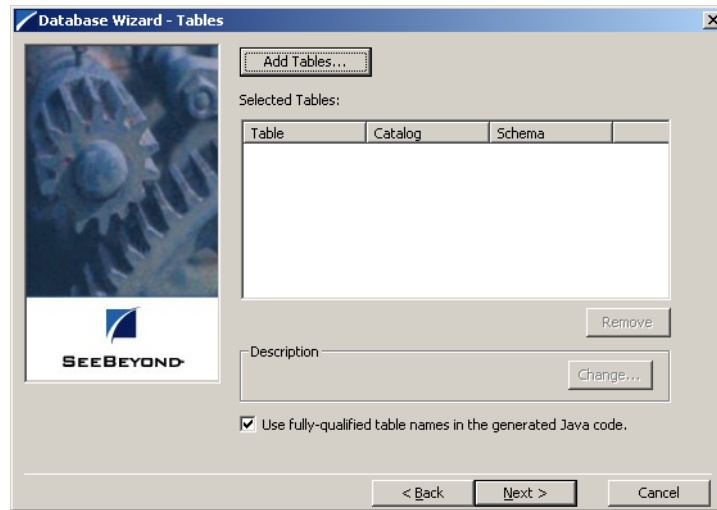 Database Wizard - Tables
Add Tables...
Selected Tables:
Table Catalog Schema
Remove
SEEBEYOND
Description
Change...
Use fully-qualified table names in the generated Java code.
< Back Next > Cancel